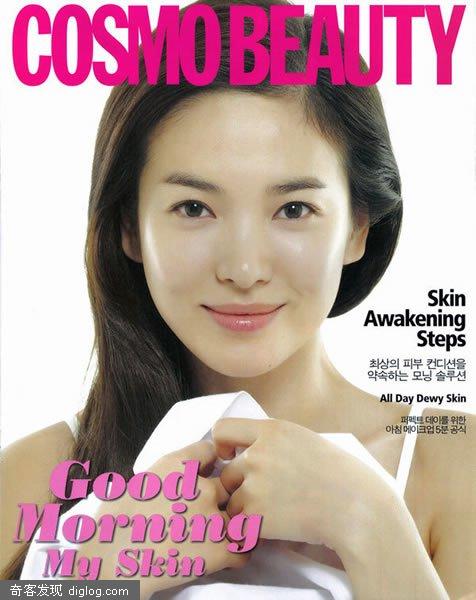 COSMOBEAUTY
Skin
Awakening
Steps
최상의 피부 컨디션을
약속하는 모닝 솔루션
All Day Dewy Skin
퍼펙트 데이를 위한
아침 메이크업 5분 공식
Good
Morning
My Skin
奇客发现 diglog.com